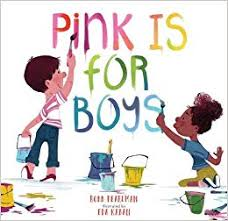 PiNK IS
FOR
BOYS
ROBB PEARLMAN
illustrated by
EDA KABAN